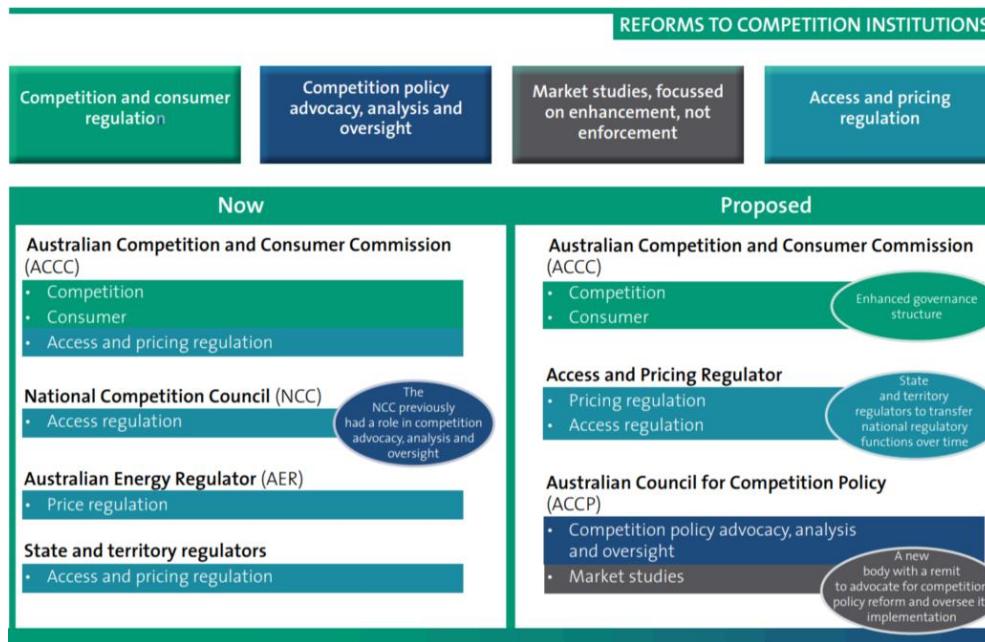 REFORMS TO COMPETITION INSTITUTIONS
Competition and consumer
regulation
Competition policy
advocacy, analysis and
oversight
Market studies, focussed
on enhancement, not
enforcement
Access and pricing
regulation
Now
Australian Competition and Consumer Commission
(ACCC)
• Competition
• Consumer
• Access and pricing regulation
National Competition Council (NCC)
• Access regulation
The
NCC previously
had a role in competition
advocacy, analysis and
oversight
Australian Energy Regulator (AER)
• Price regulation
State and territory regulators
• Access and pricing regulation
Proposed
Australian Competition and Consumer Commission
(ACCC)
• Competition
• Consumer
Enhanced governance
structure
Access and Pricing Regulator
• Pricing regulation
• Access regulation
State
and territory
regulators to transfer
national regulatory
functions over time
Australian Council for Competition Policy
(ACCP)
• Competition policy advocacy, analysis
and oversight
• Market studies
A new
body with a remit
to advocate for competition
policy reform and oversee it
implementation